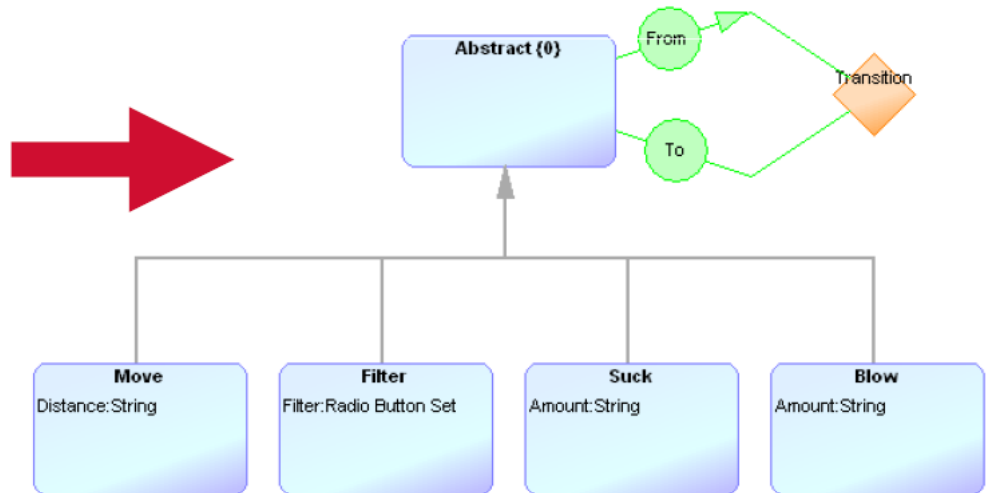 Abstract {0}
From
Transition
To
Move
Distance:String
Filter
Filter:Radio Button Set
Suck
Amount:String
Blow
Amount:String